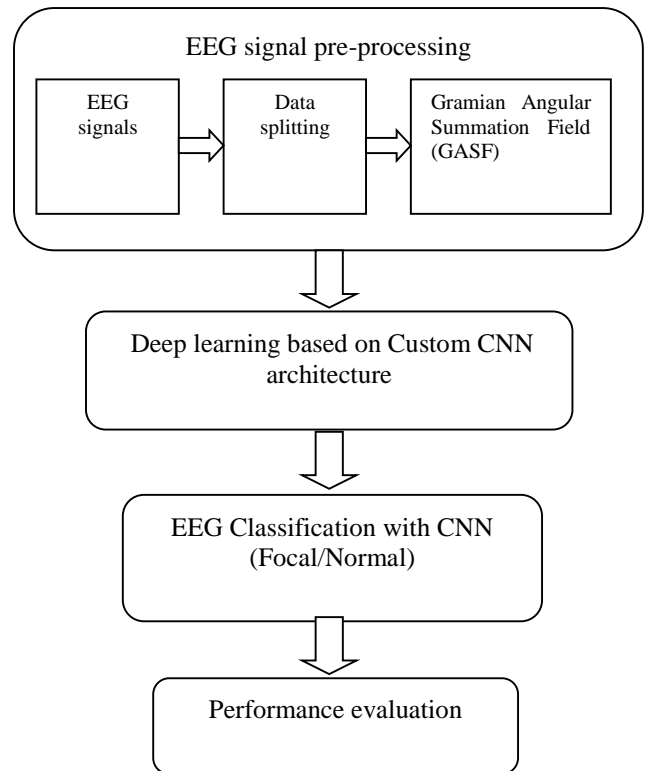 EEG signal pre-processing
EEG
signals
Data
splitting
Gramian Angular
Summation Field
(GASF)
Deep learning based on Custom CNN
architecture
EEG Classification with CNN
(Focal/Normal)
Performance evaluation